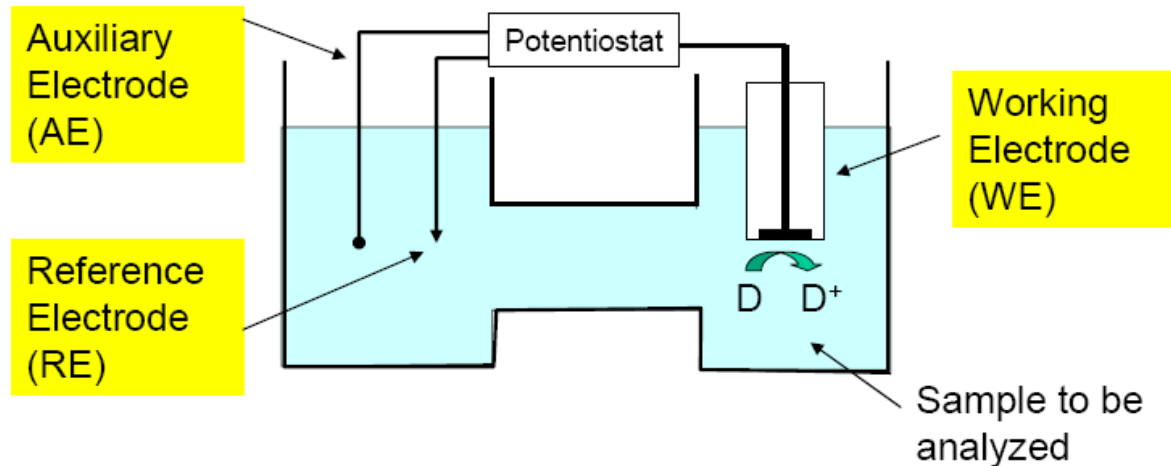 Auxiliary
Electrode
(AE)
Potentiostat
Working
Electrode
(WE)
Reference
Electrode
(RE)
D D⁺
Sample to be
analyzed